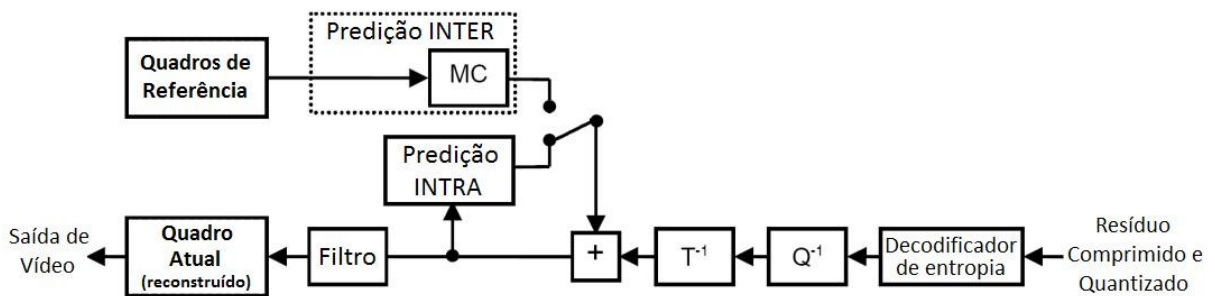 Predição INTER
Quadros de
Referência
MC
Predição
INTRA
Saída de
Vídeo
Quadro
Atual
(reconstruído)
Filtro
+
T-1
Q-1
Decodificador
de entropia
Resíduo
Comprimido e
Quantizado